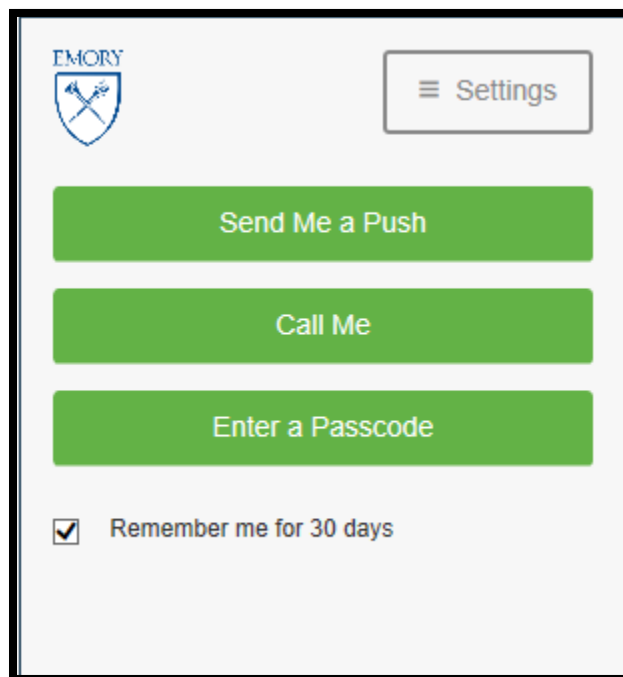 EMORY
≡ Settings
Send Me a Push
Call Me
Enter a Passcode
Remember me for 30 days